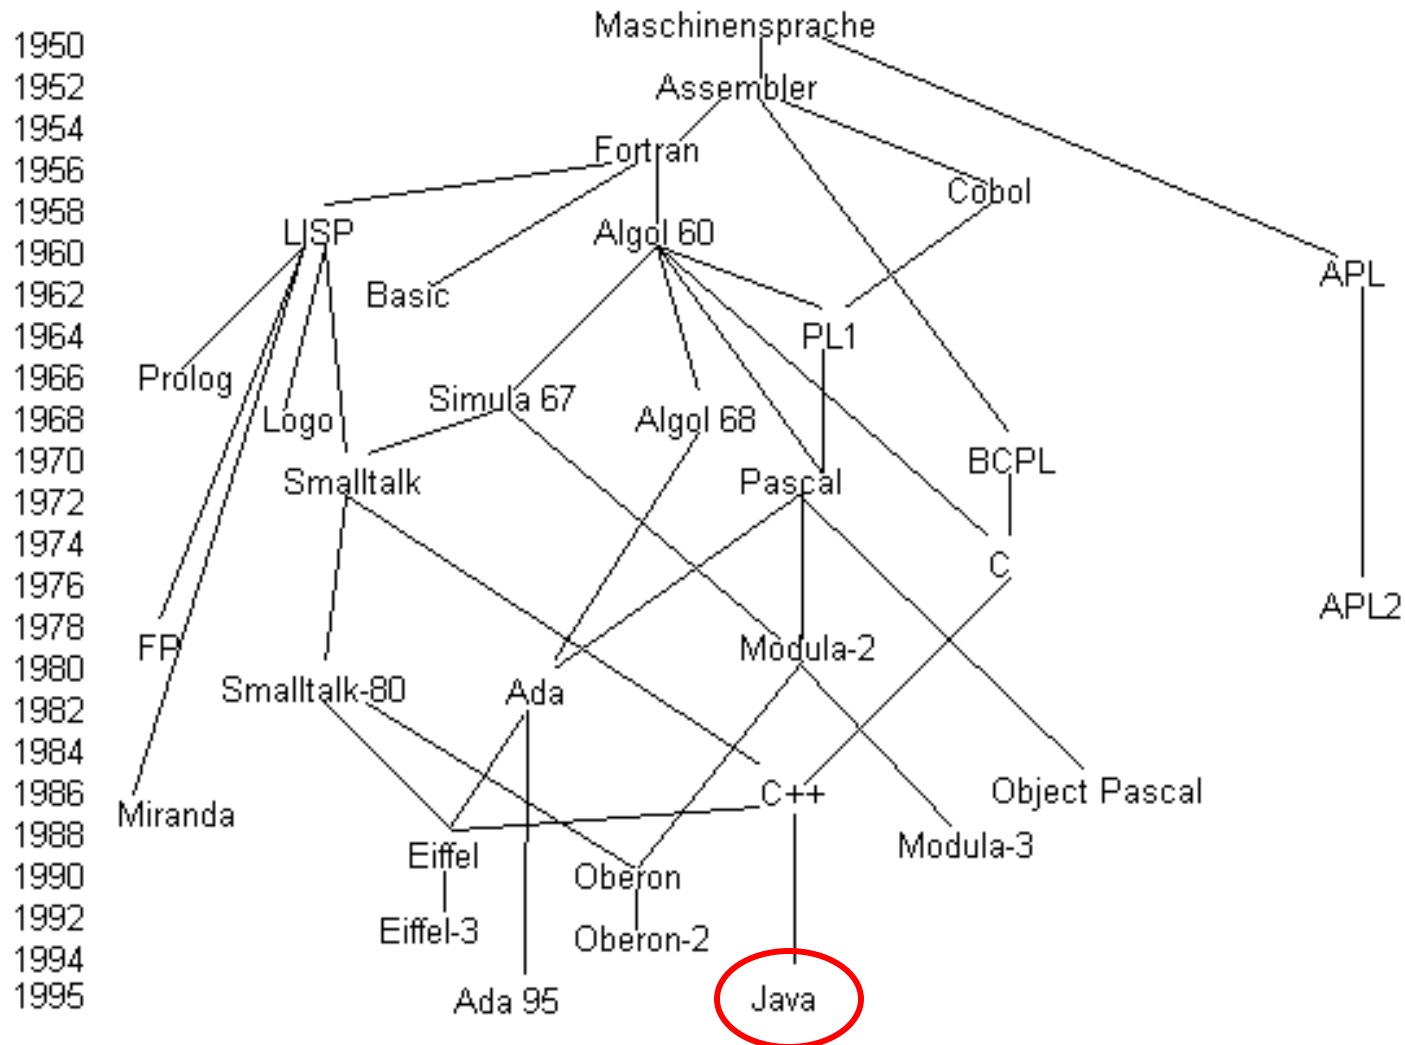 Maschinensprache
1950
1952 Assembler
1954
Fortran
1956
Cobol
1958
LISP Algol 60
1960
APL
1962 Basic
1964 PL1
1966 Prolog
Simula 67
1968 Logo Algol 68
1970 BCPL
Smalltalk Pascal
1972
1974
C
1976
APL2
1978
FP Modula-2
1980
Smalltalk-80 Ada
1982
1984
1986 C++ Object Pascal
Miranda
1988
Eiffel Modula-3
1990 Oberon
1992
Eiffel-3 Oberon-2
1994
1995 Ada 95 Java